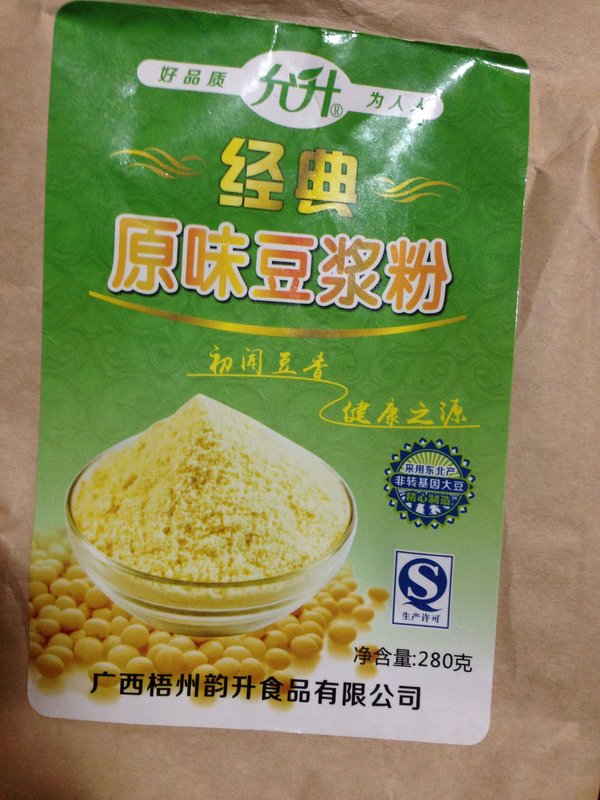 好品质 允升® 为人人
经典
原味豆浆粉
初闻豆香
健康之源
采用东北产
非转基因大豆
精心制造
生产许可
净含量:280克
广西梧州韵升食品有限公司